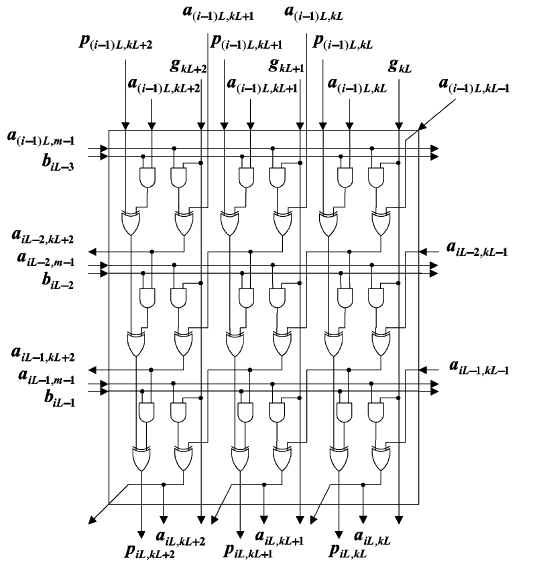 a(i−1)L,kL+1 a(i−1)L,kL
p(i−1)L,kL+2 p(i−1)L,kL+1 p(i−1)L,kL
gkL+2 gkL+1 gkL
a(i−1)L,kL+2 a(i−1)L,kL+1 a(i−1)L,kL a(i−1)L,kL−1
a(i−1)L,m−1
biL−3
aiL−2,kL+2 aiL−2,kL−1
aiL−2,m−1
biL−2
aiL−1,kL+2 aiL−1,kL−1
aiL−1,m−1
biL−1
aiL,kL+2 aiL,kL+1 aiL,kL
piL,kL+2 piL,kL+1 piL,kL